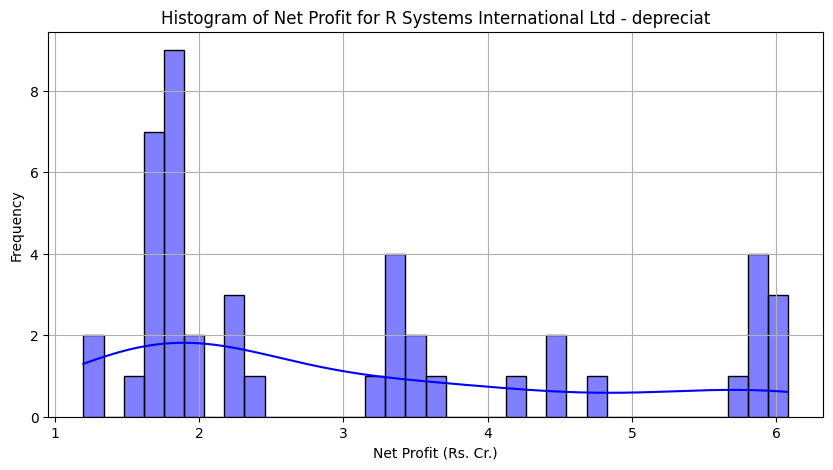 Histogram of Net Profit for R Systems International Ltd - depreciat
Frequency
8
6
4
2
0
1 2 3 4 5 6
Net Profit (Rs. Cr.)